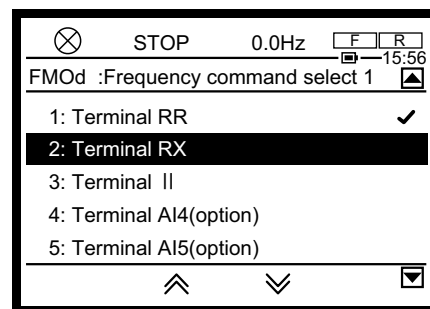 STOP 0.0Hz F R
15:56
FMOd :Frequency command select 1
1: Terminal RR
2: Terminal RX
3: Terminal II
4: Terminal AI4(option)
5: Terminal AI5(option)